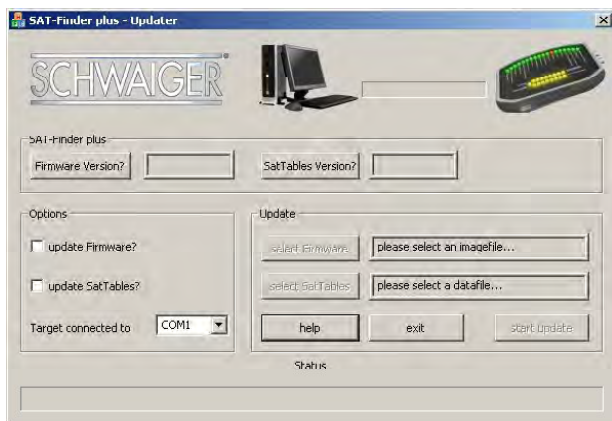 SAT-Finder plus - Updater
SCHWAIGER®
SAT-Finder plus
Firmware Version?
SatTables Version?
Options
update Firmware?
update SatTables?
Target connected to COM1
Update
select Firmware please select an imagefile...
select SatTables please select a datafile...
help exit start update
Status